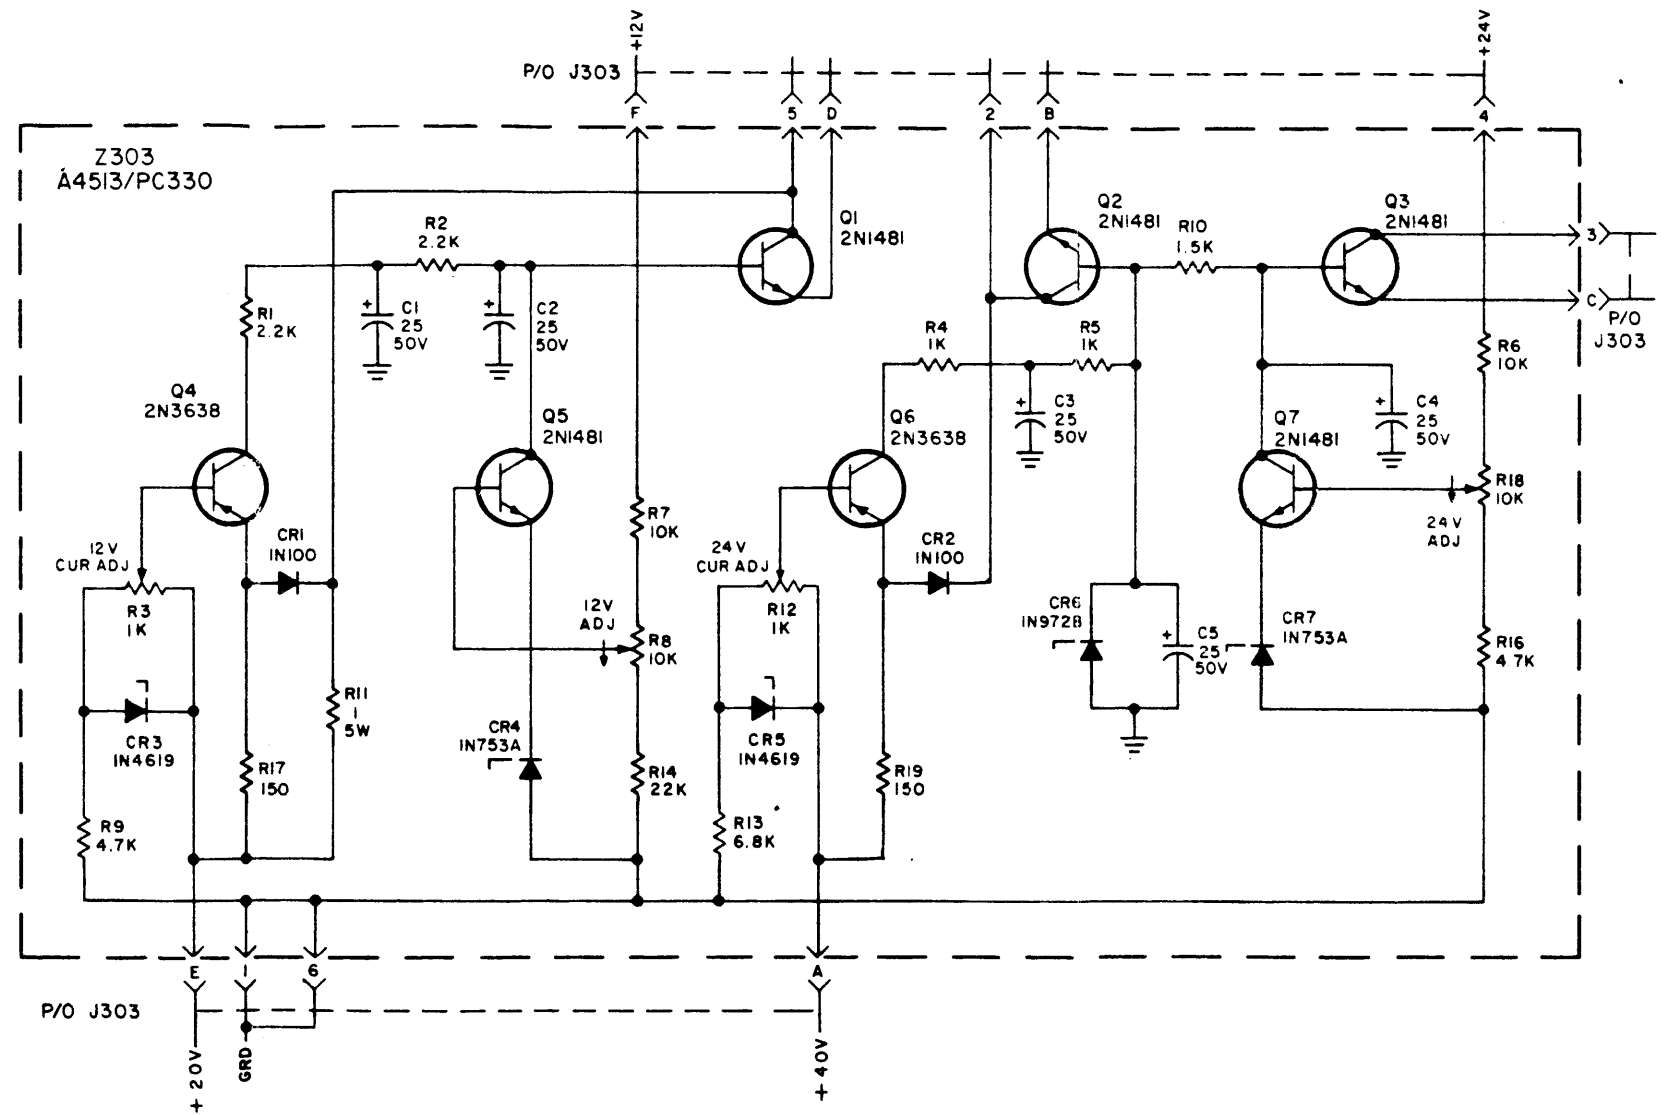 +12V
+24V
P/O J303
F
5
D
2
B
4
Z303
A4513/PC330
Q1
2N1481
Q2
2N1481
Q3
2N1481
R2
2.2K
R10
1.5K
3
C
P/O
J303
R1
2.2K
+
C1
25
50V
+
C2
25
50V
R4
1K
R5
1K
R6
10K
Q4
2N3638
Q5
2N1481
Q6
2N3638
+
C3
25
50V
Q7
2N1481
+
C4
25
50V
R18
10K
24V
ADJ
12V
CUR ADJ
CR1
1N100
R7
10K
24V
CUR ADJ
CR2
1N100
R3
1K
12V
ADJ
R8
10K
R12
1K
CR6
1N972B
+
C5
25
50V
CR7
1N753A
R16
4.7K
CR3
1N4619
R11
1
5W
CR4
1N753A
CR5
1N4619
R17
150
R14
22K
R19
150
R9
4.7K
R13
6.8K
E
1
6
A
P/O J303
+20V
GRD
+40V